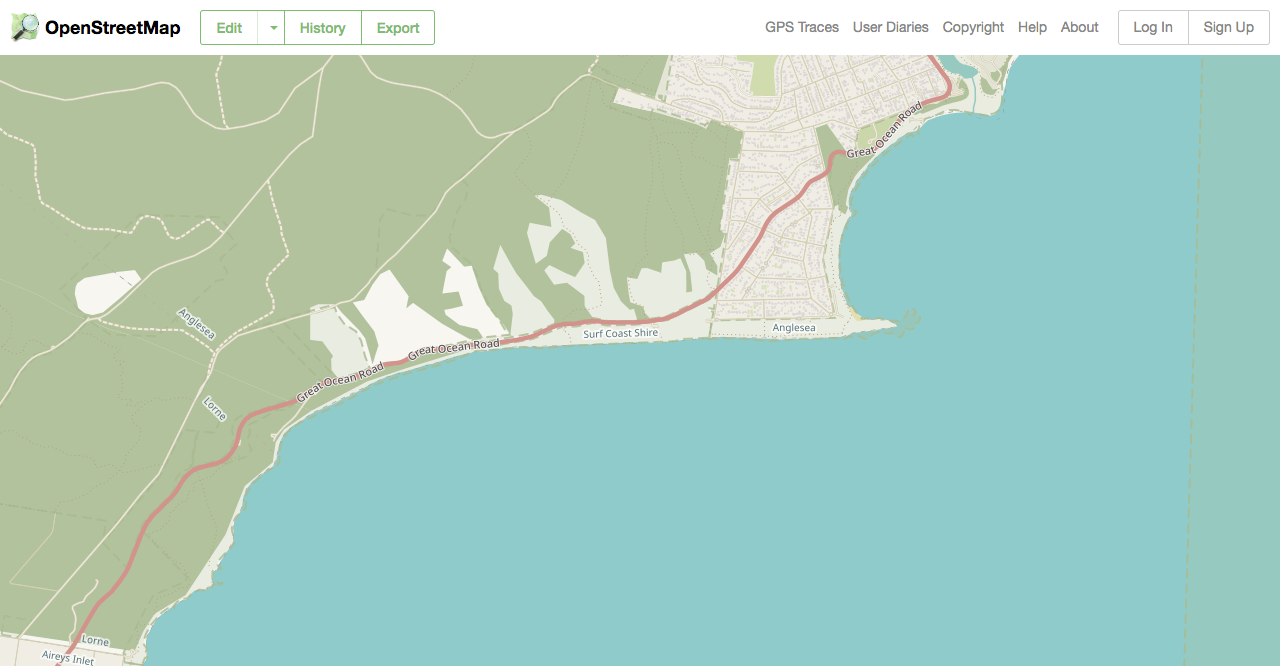 OpenStreetMap
Edit
History
Export
GPS Traces
User Diaries
Copyright
Help
About
Log In
Sign Up
Great Ocean Road
Great Ocean Road
Great Ocean Road
Surf Coast Shire
Anglesea
Anglesea
Lorne
Lorne
Aireys Inlet